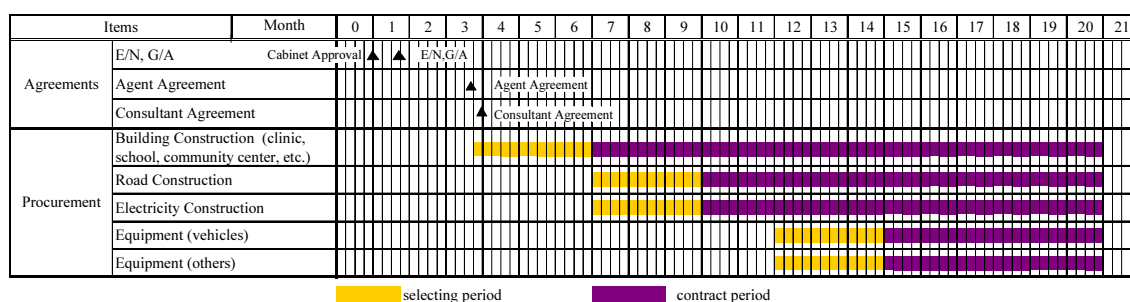 Items Month 0 1 2 3 4 5 6 7 8 9 10 11 12 13 14 15 16 17 18 19 20 21
Agreements
E/N, G/A Cabinet Approval ▲ ▲ E/N,G/A
Agent Agreement ▲ Agent Agreement
Consultant Agreement ▲ Consultant Agreement
Procurement
Building Construction (clinic,
school, community center, etc.)
Road Construction
Electricity Construction
Equipment (vehicles)
Equipment (others)
selecting period contract period